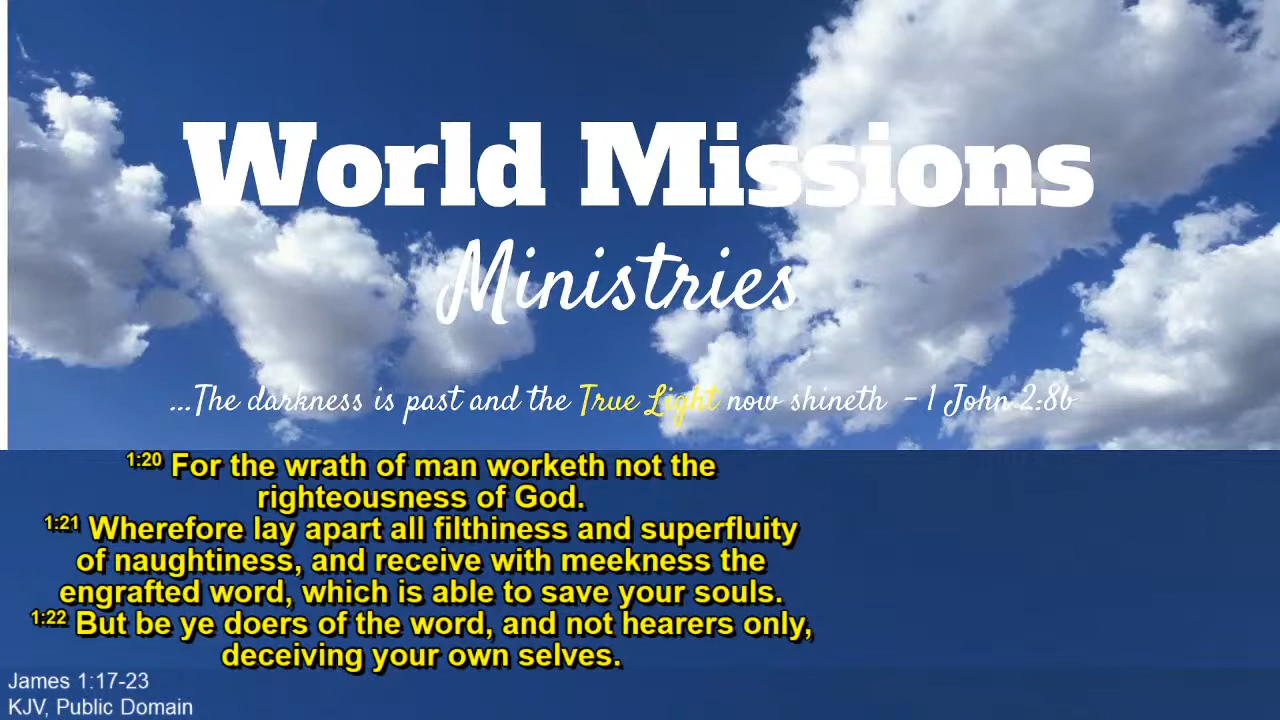 World Missions
Ministries
...The darkness is past and the True Light now shineth - 1 John 2:8b
1:20 For the wrath of man worketh not the
righteousness of God.
1:21 Wherefore lay apart all filthiness and superfluity
of naughtiness, and receive with meekness the
engrafted word, which is able to save your souls.
1:22 But be ye doers of the word, and not hearers only,
deceiving your own selves.
James 1:17-23
KJV, Public Domain